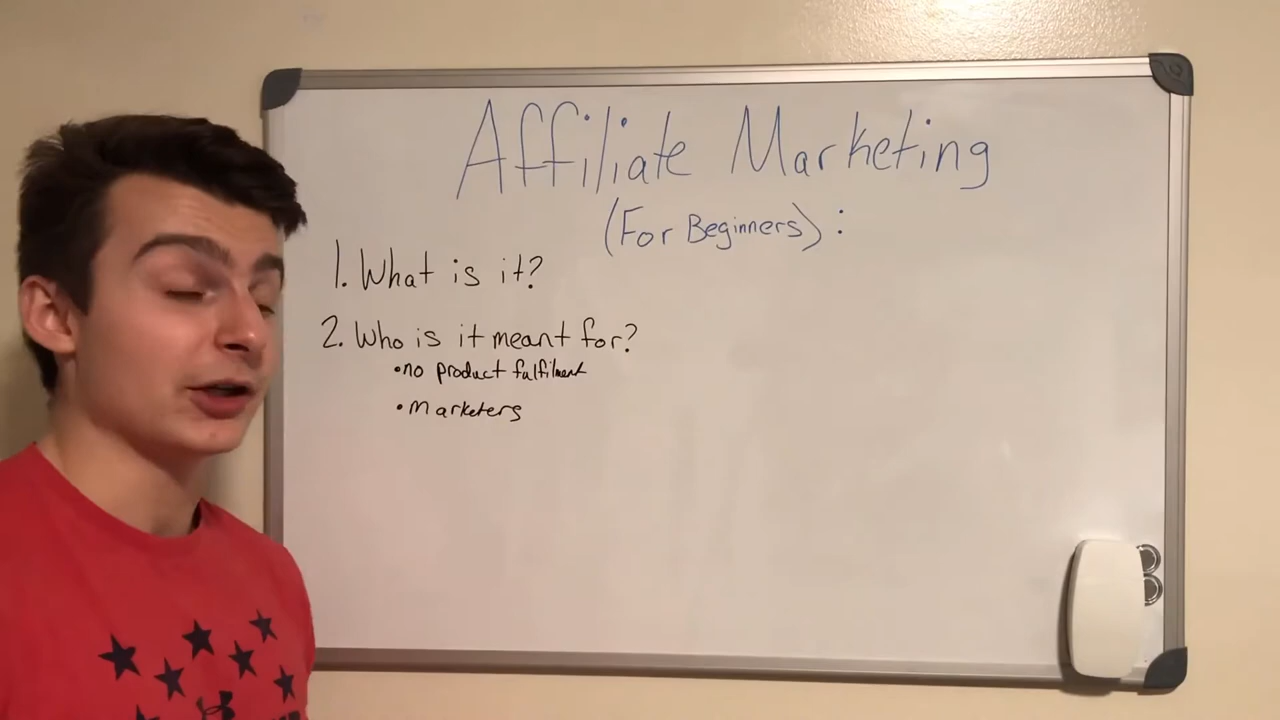 Affiliate Marketing
(For Beginners):
1. What is it?
2. Who is it meant for?
•no product fulfilment
•Marketers